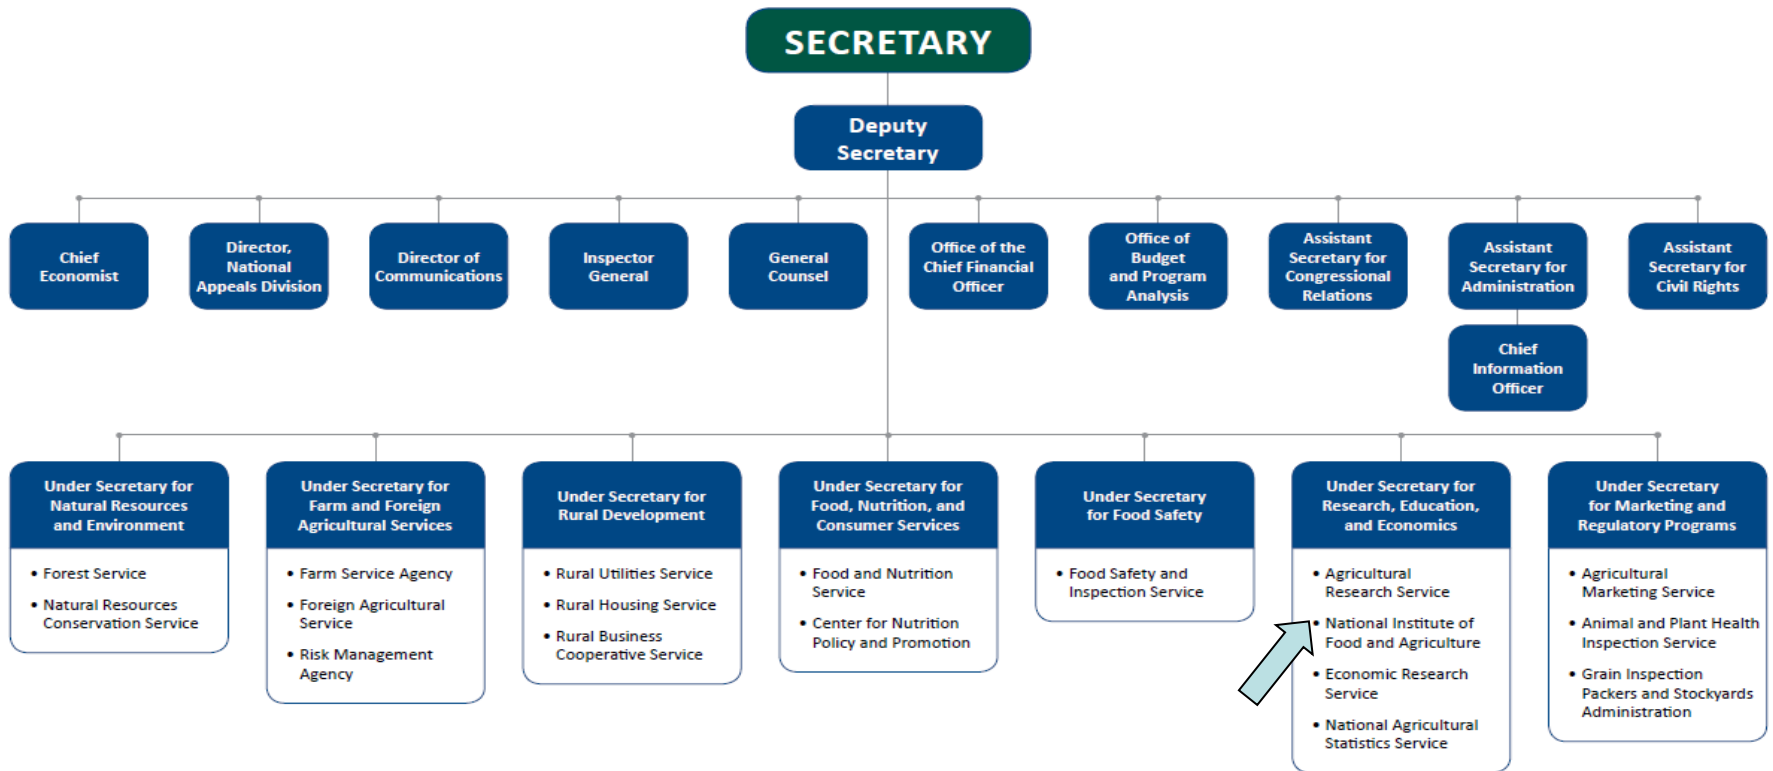 SECRETARY
Deputy
Secretary
Chief
Economist
Director,
National
Appeals Division
Director of
Communications
Inspector
General
General
Counsel
Office of the
Chief Financial
Officer
Office of
Budget
and Program
Analysis
Assistant
Secretary for
Congressional
Relations
Assistant
Secretary for
Administration
Assistant
Secretary for
Civil Rights
Chief
Information
Officer
Under Secretary for
Natural Resources
and Environment
• Forest Service
• Natural Resources
Conservation Service
Under Secretary for
Farm and Foreign
Agricultural Services
• Farm Service Agency
• Foreign Agricultural
Service
• Risk Management
Agency
Under Secretary for
Rural Development
• Rural Utilities Service
• Rural Housing Service
• Rural Business
Cooperative Service
Under Secretary for
Food, Nutrition, and
Consumer Services
• Food and Nutrition
Service
• Center for Nutrition
Policy and Promotion
Under Secretary
for Food Safety
• Food Safety and
Inspection Service
Under Secretary for
Research, Education,
and Economics
• Agricultural
Research Service
• National Institute of
Food and Agriculture
• Economic Research
Service
• National Agricultural
Statistics Service
Under Secretary
for Marketing and
Regulatory Programs
• Agricultural
Marketing Service
• Animal and Plant Health
Inspection Service
• Grain Inspection
Packers and Stockyards
Administration